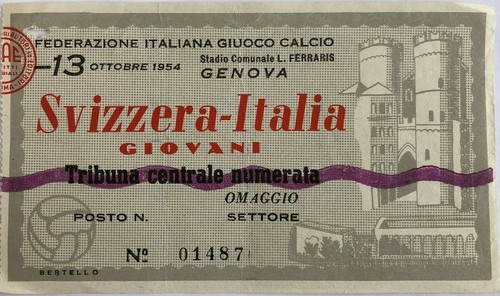 FEDERAZIONE ITALIANA GIUOCO CALCIO
-13 OTTOBRE 1954
Stadio Comunale L. FERRARIS
GENOVA
Svizzera-Italia
GIOVANI
Tribuna centrale numerata
OMAGGIO
POSTO N. SETTORE
Nº 01487
BERTELLO